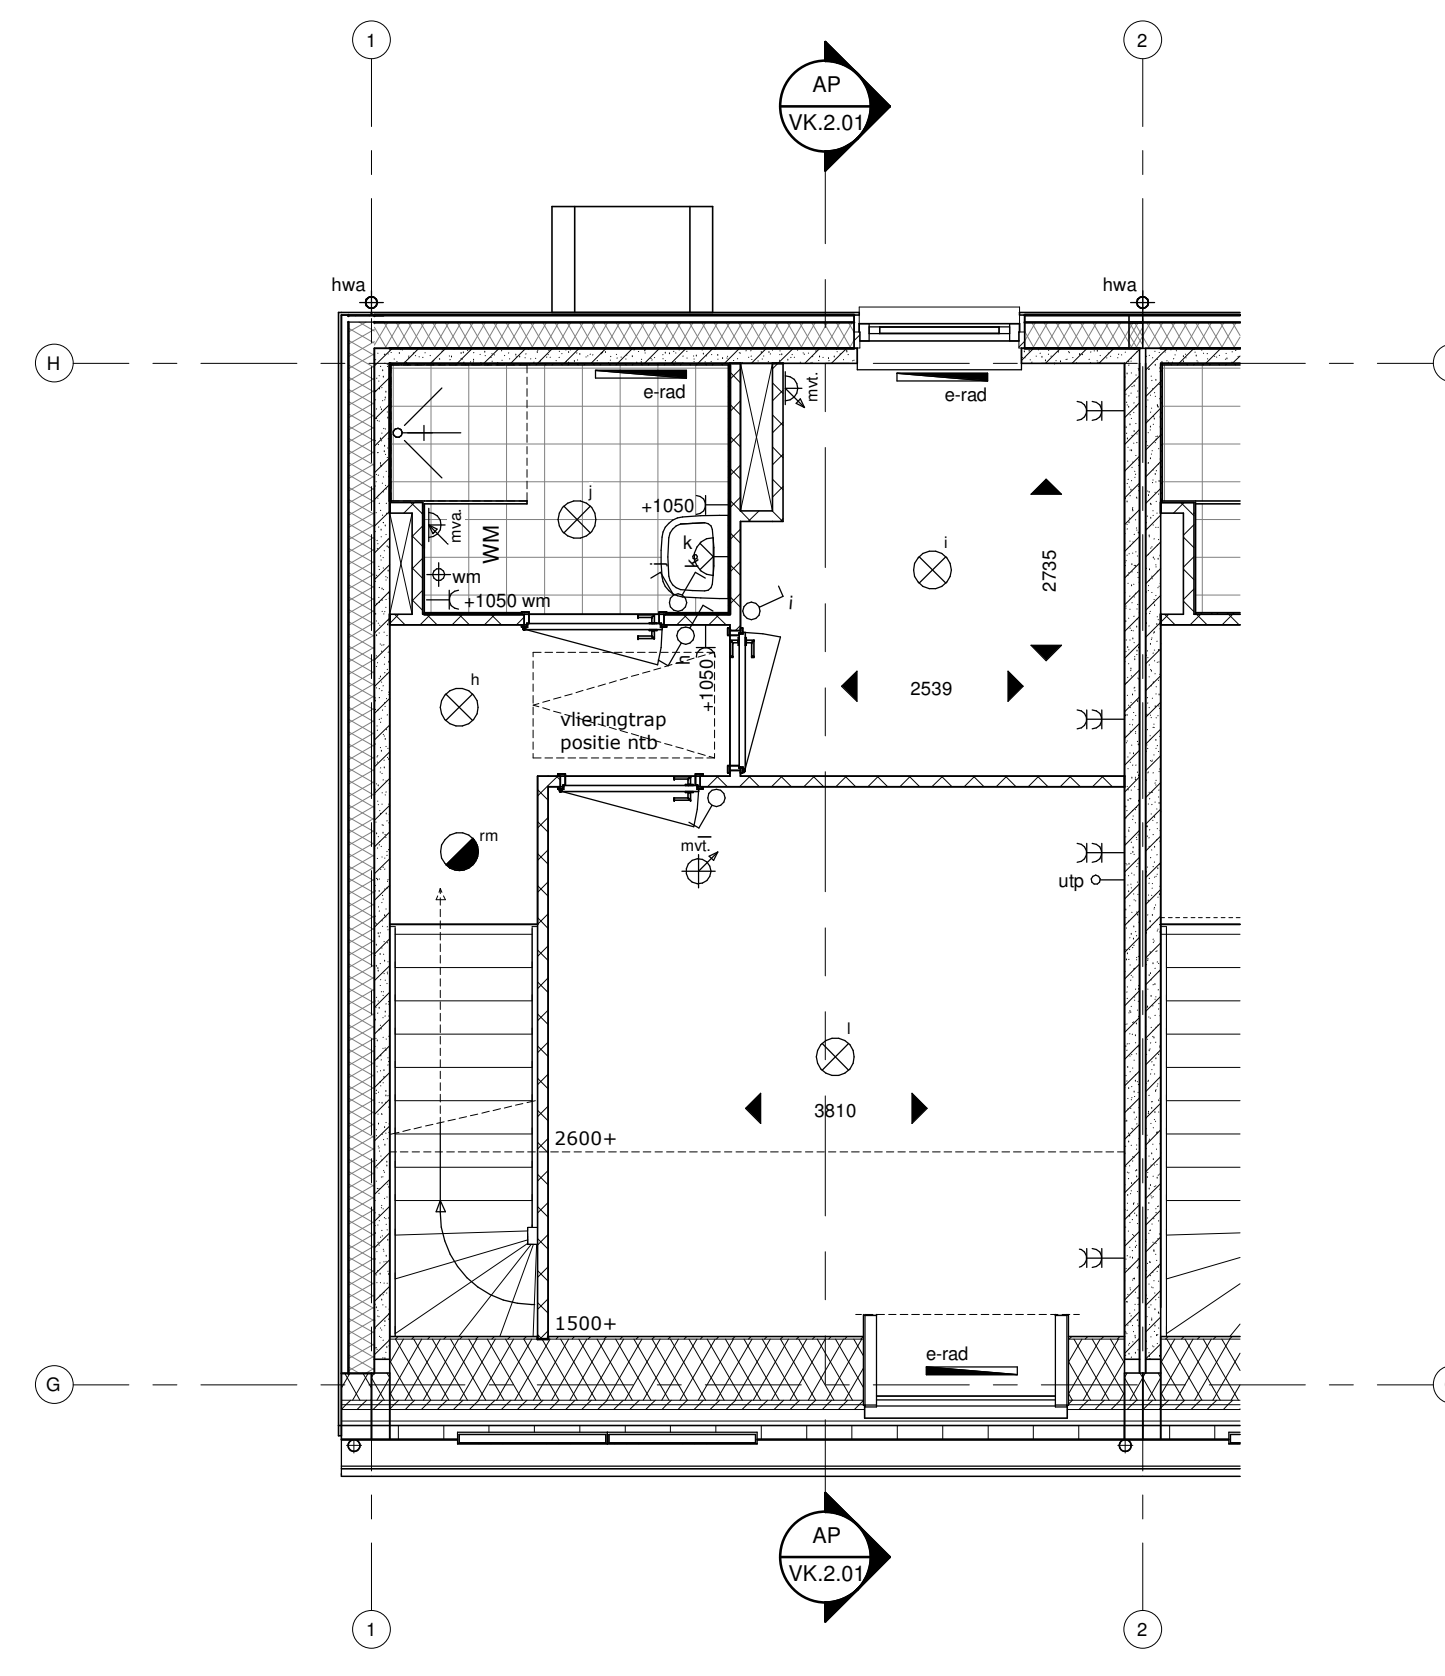 1
2
AP
VK.2.01
hwa
hwa
H
e-rad
mvt.
e-rad
j
+1050
mva.
WM
k
i
wm
+1050 wm
i
2735
h
h
+1050
2539
vlieringtrap
positie ntb
rm
mvt.
utp
l
3810
2600+
1500+
e-rad
G
AP
VK.2.01
1
2